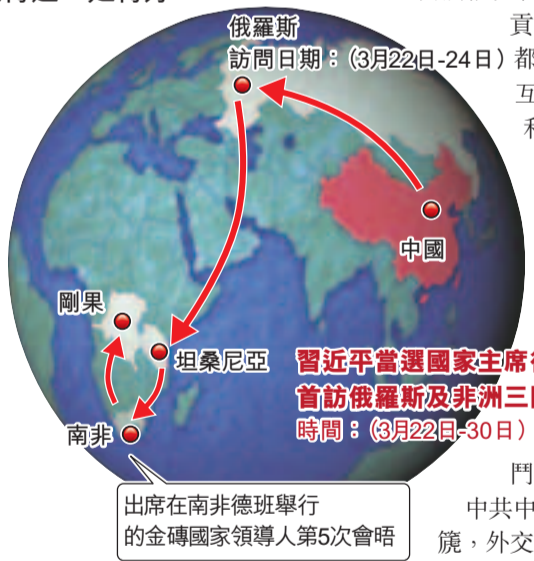 俄羅斯
訪問日期：(3月22日-24日)
中國
剛果
坦桑尼亞
南非
習近平當選國家主席後
首訪俄羅斯及非洲三國
時間：(3月22日-30日)
出席在南非德班舉行
的金磚國家領導人第5次會晤
貢
都
互
鬥
中共中
簏，外交